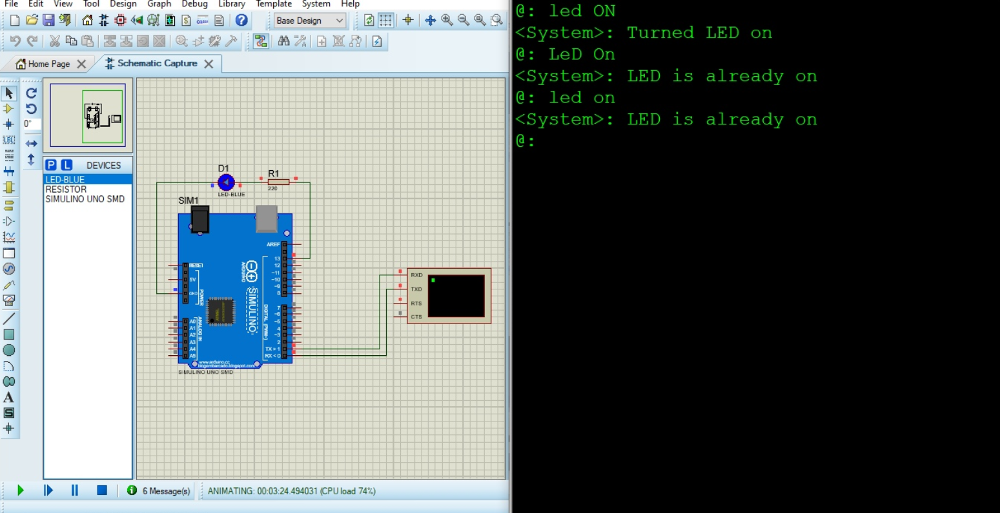 File Edit View Tool Design Graph Debug Library Template System Help
Base Design
Home Page
Schematic Capture
0°
LBL
P L DEVICES
LED-BLUE
RESISTOR
SIMULINO UNO SMD
D1
LED-BLUE
R1
220
SIM1
AREF
13
12
~11
~10
~9
8
7
~6
~5
4
~3
2
TX > 1
RX < 0
RESET
5V
GND
POWER
A0
A1
A2
A3
A4
A5
ANALOG IN
ARDUINO
SIMULINO
DIGITAL (PWM~)
www.arduino.cc
blogembarcado.blogspot.com
SIMULINO UNO SMD
RXD
TXD
RTS
CTS
A
S
6 Message(s)
ANIMATING: 00:03:24.494031 (CPU load 74%)
@: led ON
<System>: Turned LED on
@: LeD On
<System>: LED is already on
@: led on
<System>: LED is already on
@: